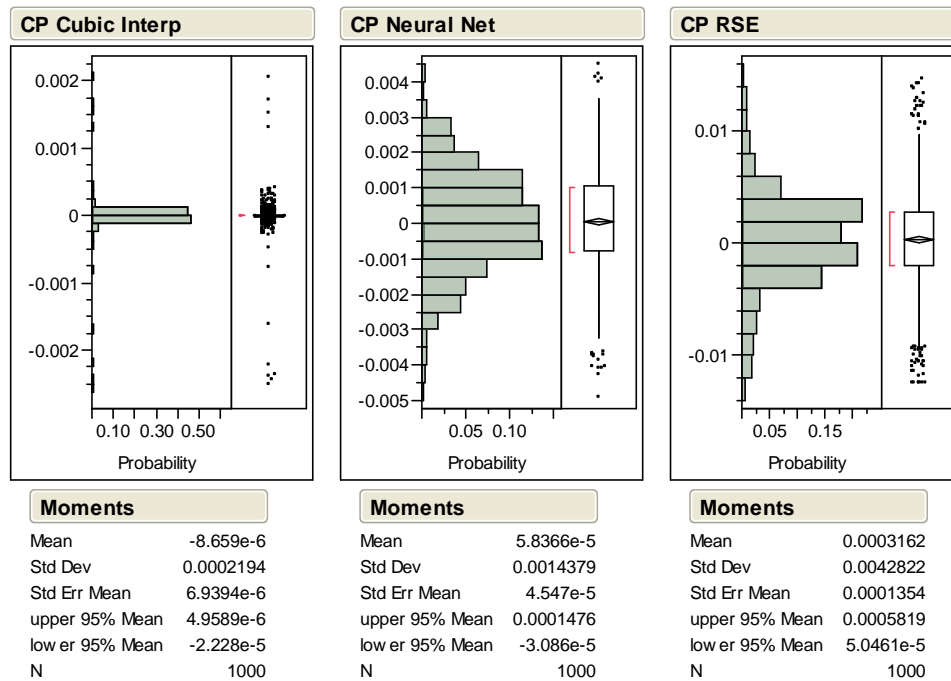 CP Cubic Interp
0.002
0.001
0
-0.001
-0.002
0.10 0.30 0.50
Probability
Moments
Mean -8.659e-6
Std Dev 0.0002194
Std Err Mean 6.9394e-6
upper 95% Mean 4.9589e-6
lower 95% Mean -2.228e-5
N 1000
CP Neural Net
0.004
0.003
0.002
0.001
0
-0.001
-0.002
-0.003
-0.004
-0.005
0.05 0.10
Probability
Moments
Mean 5.8366e-5
Std Dev 0.0014379
Std Err Mean 4.547e-5
upper 95% Mean 0.0001476
lower 95% Mean -3.086e-5
N 1000
CP RSE
0.01
0
-0.01
0.05 0.15
Probability
Moments
Mean 0.0003162
Std Dev 0.0042822
Std Err Mean 0.0001354
upper 95% Mean 0.0005819
lower 95% Mean 5.0461e-5
N 1000